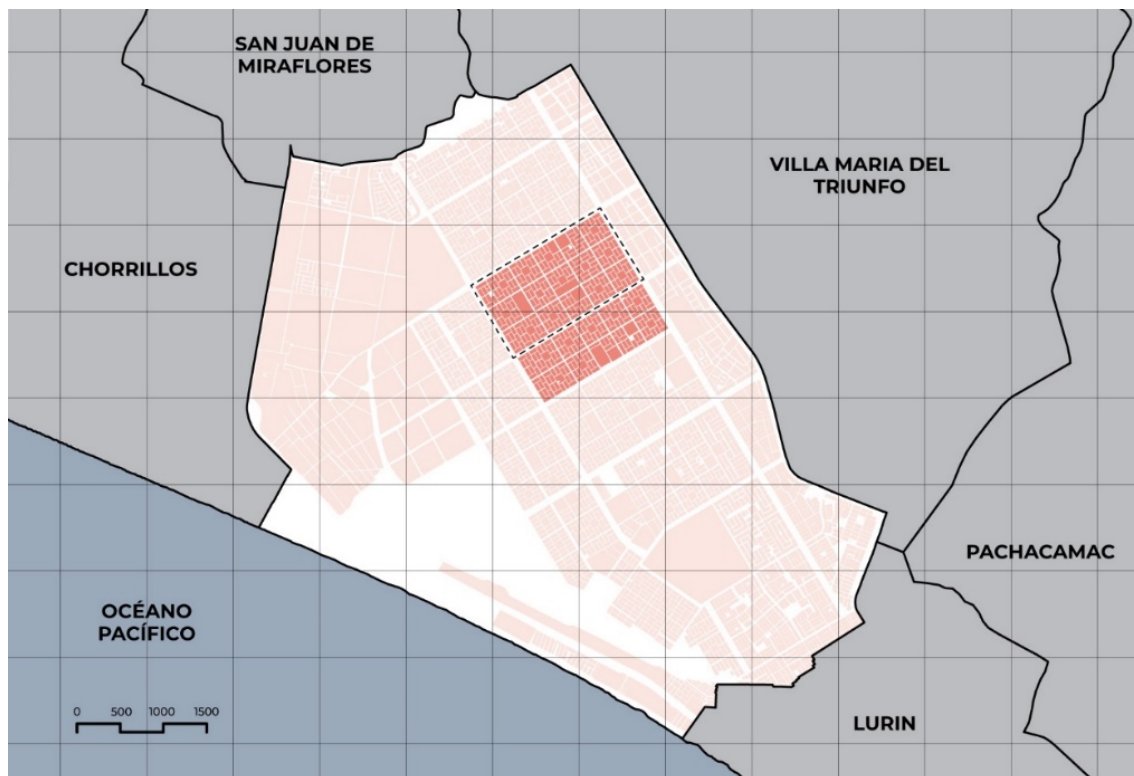 SAN JUAN DE
MIRAFLORES
VILLA MARIA DEL
TRIUNFO
CHORRILLOS
PACHACAMAC
OCÉANO
PACÍFICO
0 500 1000 1500
LURIN